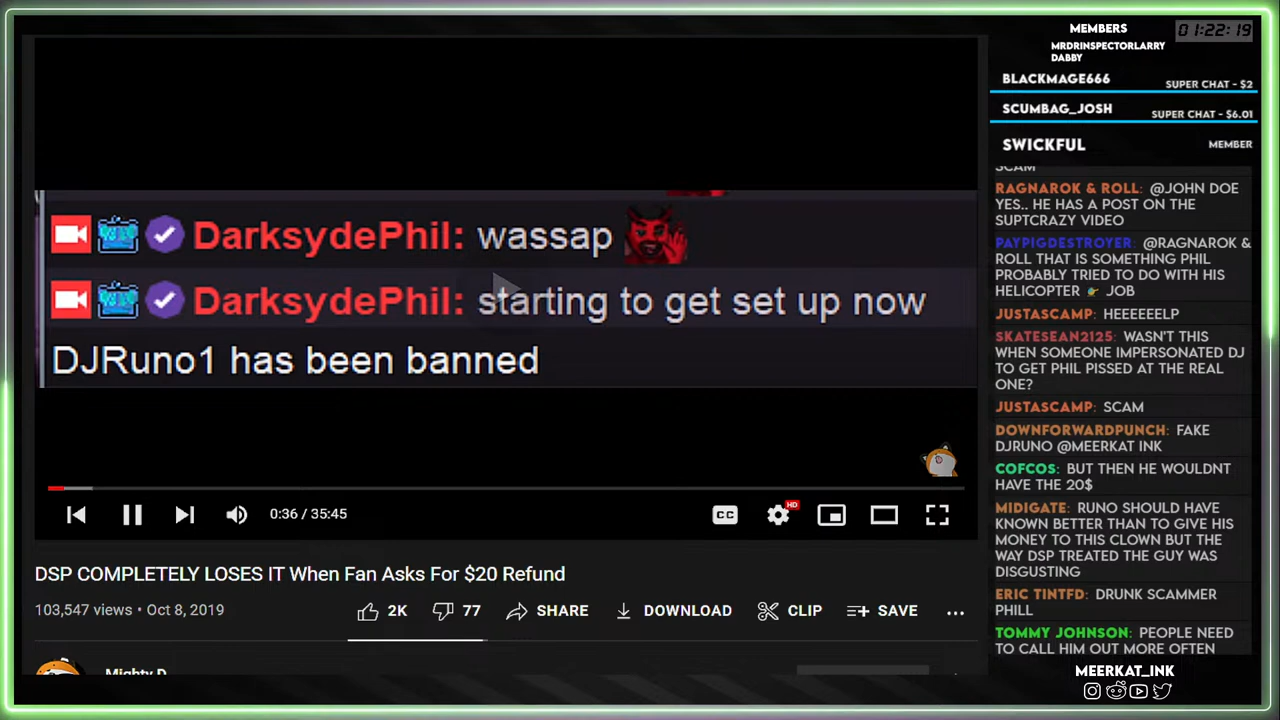 MEMBERS
01:22:19
MRDRINSPECTORLARRY
DABBY
BLACKMAGE666 SUPER CHAT - $2
SCUMBAG_JOSH SUPER CHAT - $6.01
SWICKFUL MEMBER
SCAM
RAGNAROK & ROLL: @JOHN DOE
YES.. HE HAS A POST ON THE
SUPTCRAZY VIDEO
PAYPIGDESTROYER: @RAGNAROK &
ROLL THAT IS SOMETHING PHIL
PROBABLY TRIED TO DO WITH HIS
HELICOPTER JOB
JUSTASCAMP: HEEEEEELP
SKATESEAN2125: WASN'T THIS
WHEN SOMEONE IMPERSONATED DJ
TO GET PHIL PISSED AT THE REAL
ONE?
JUSTASCAMP: SCAM
DOWNFORWARDPUNCH: FAKE
DJRUNO @MEERKAT INK
COFCOS: BUT THEN HE WOULDNT
HAVE THE 20$
MIDIGATE: RUNO SHOULD HAVE
KNOWN BETTER THAN TO GIVE HIS
MONEY TO THIS CLOWN BUT THE
WAY DSP TREATED THE GUY WAS
DISGUSTING
ERIC TINTFD: DRUNK SCAMMER
PHILL
TOMMY JOHNSON: PEOPLE NEED
TO CALL HIM OUT MORE OFTEN
MEERKAT_INK
DarksydePhil: wassap
DarksydePhil: starting to get set up now
DJRuno1 has been banned
0:36 / 35:45
CC
HD
DSP COMPLETELY LOSES IT When Fan Asks For $20 Refund
103,547 views • Oct 8, 2019
2K 77 SHARE DOWNLOAD CLIP SAVE ...
Mighty D